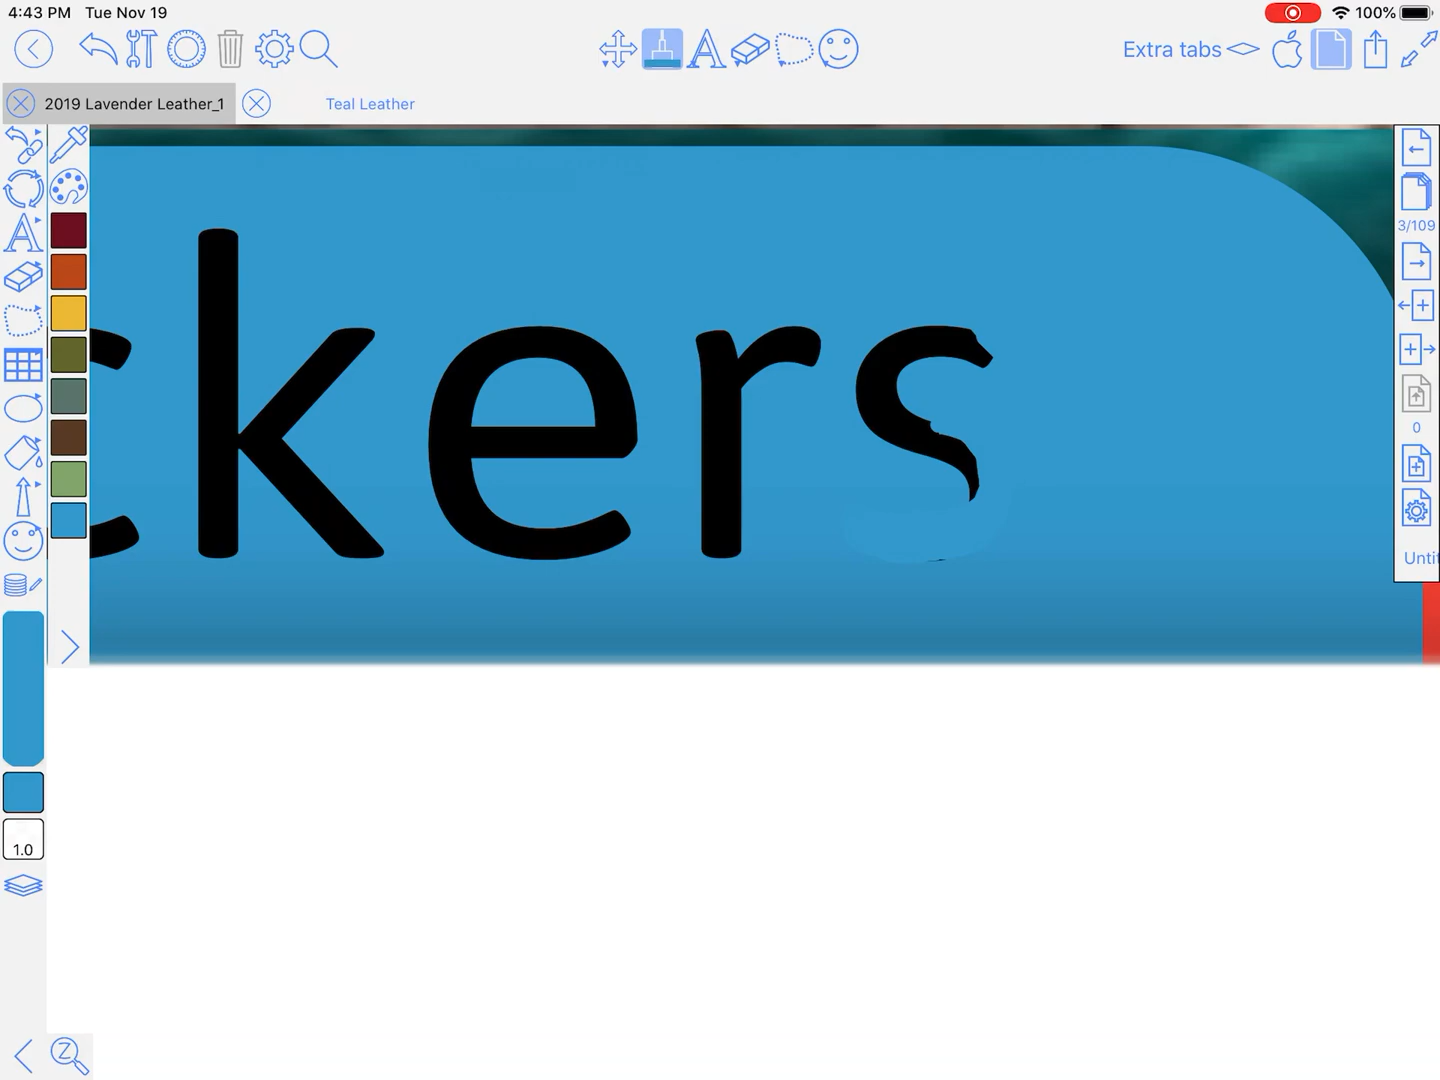 4:43 PM Tue Nov 19 100%
Extra tabs
2019 Lavender Leather_1 Teal Leather
3/109
ckers
0
Unti
1.0
Z